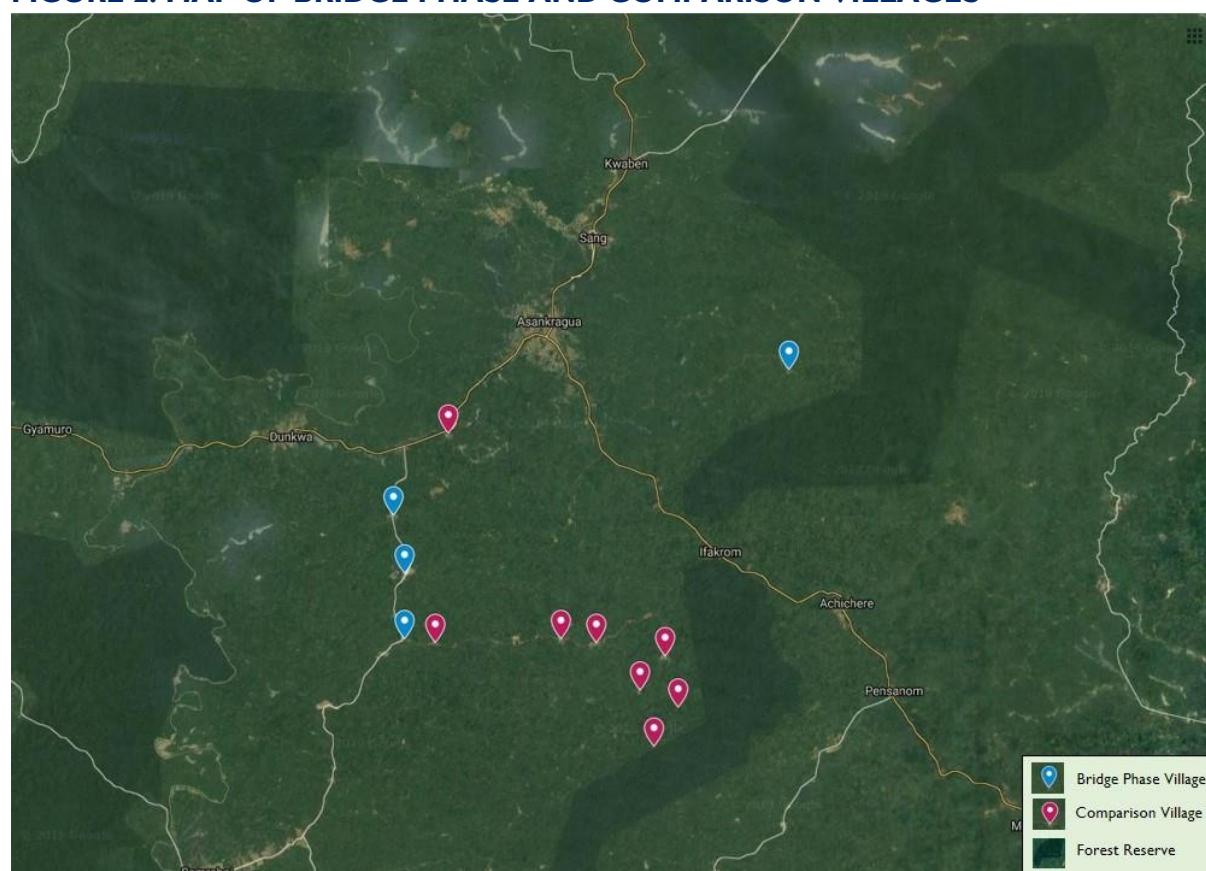 Kwaben
Sang
Asankragua
Gyamuro
Dunkwa
Ifakrom
Achichere
Pensanom
Bridge Phase Village
Comparison Village
Forest Reserve